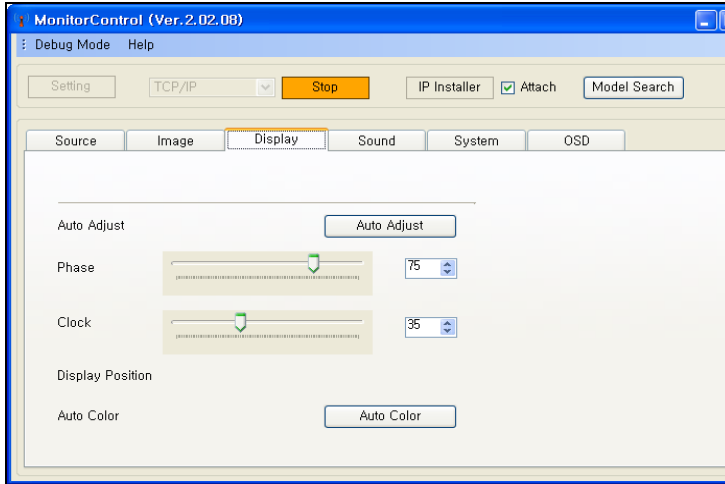 MonitorControl (Ver.2.02.08)
Debug Mode Help
Setting TCP/IP Stop IP Installer Attach Model Search
Source Image Display Sound System OSD
Auto Adjust Auto Adjust
Phase 75
Clock 35
Display Position
Auto Color Auto Color